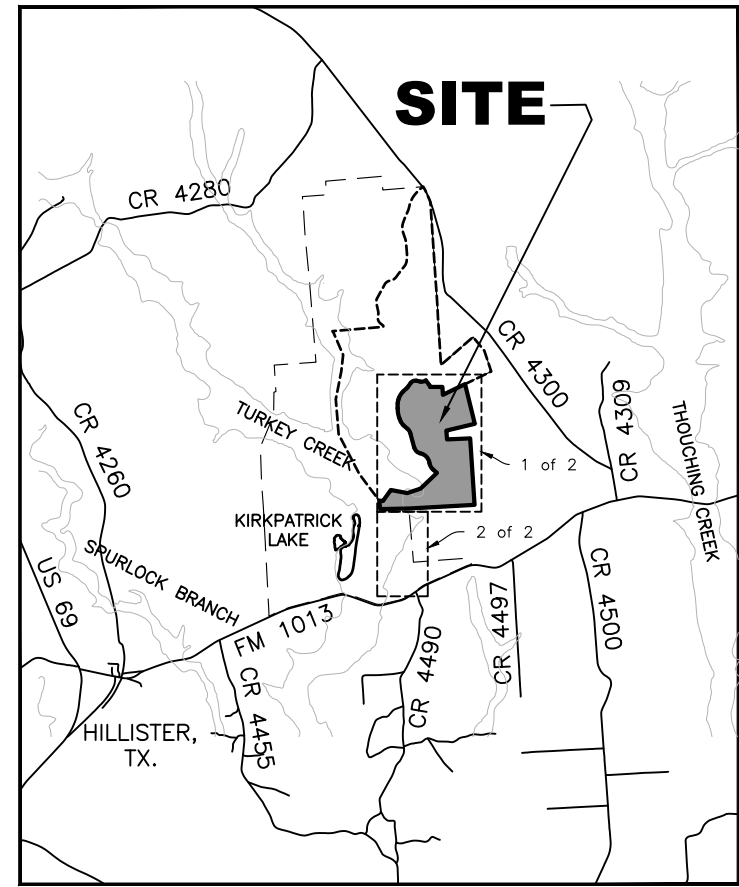 SITE
CR 4280
CR 4300
CR 4309
THOUCHING CREEK
TURKEY CREEK
CR 4260
1 of 2
KIRKPATRICK
LAKE
2 of 2
SPURLOCK BRANCH
US 69
FM 1013
CR 4500
CR 4497
CR 4490
CR 4455
HILLISTER,
TX.